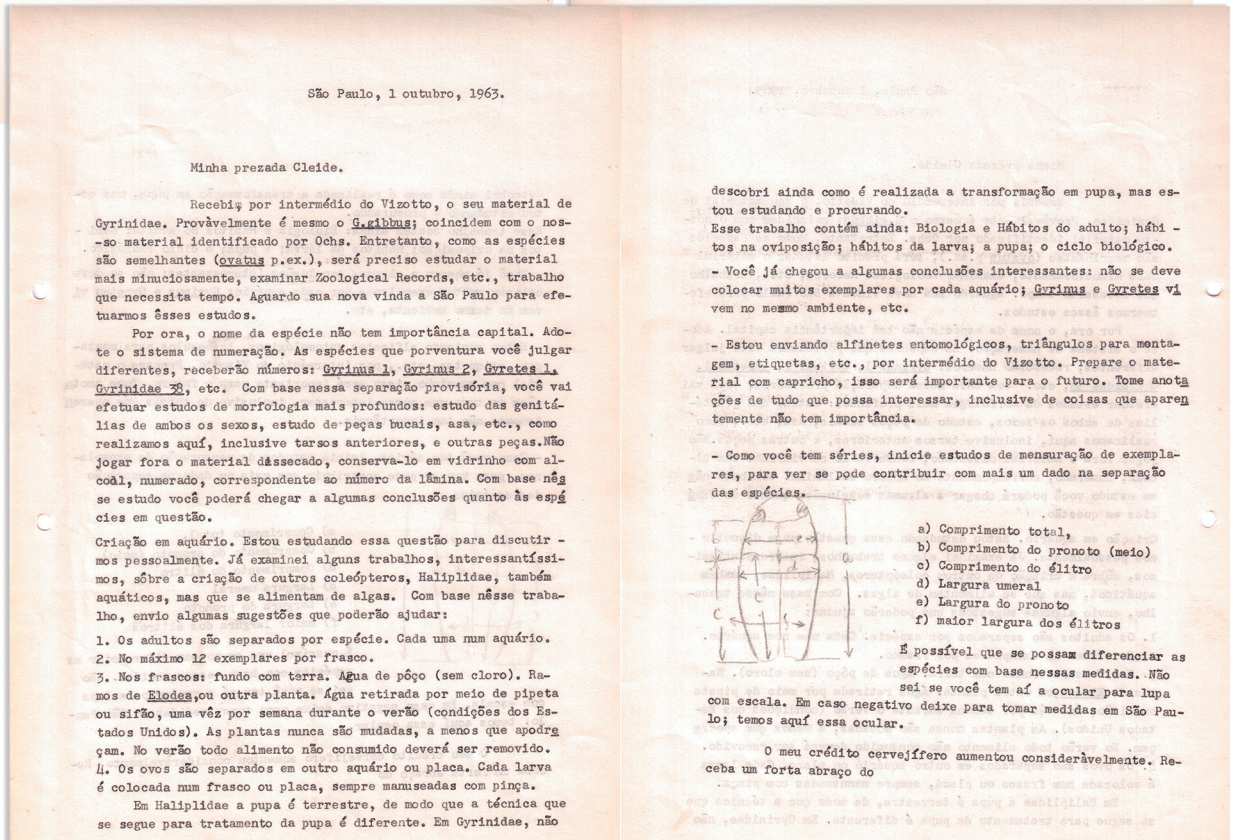 São Paulo, 1 outubro, 1963.
Minha prezada Cleide.
Recebi, por intermédio do Vizotto, o seu material de
Gyrinidae. Provàvelmente é mesmo o G.gibbus; coincidem com o nos-
-so material identificado por Ochs. Entretanto, como as espécies
são semelhantes (ovatus p.ex.), será preciso estudar o material
mais minuciosamente, examinar Zoological Records, etc., trabalho
que necessita tempo. Aguardo sua nova vinda a São Paulo para efe-
tuarmos êsses estudos.
Por ora, o nome da espécie não tem importância capital. Ado-
te o sistema de numeração. As espécies que porventura você julgar
diferentes, receberão números: Gyrinus 1, Gyrinus 2, Gyretes 1,
Gyrinidae 38, etc. Com base nessa separação provisória, você vai
efetuar estudos de morfologia mais profundos: estudo das genitá-
lias de ambos os sexos, estudo de peças bucais, asa, etc., como
realizamos aquí, inclusive tarsos anteriores, e outras peças.Não
jogar fora o material dissecado, conserva-lo em vidrinho com al-
coól, numerado, correspondente ao número da lâmina. Com base nês
se estudo você poderá chegar a algumas conclusões quanto às espé
cies em questão.
Criação em aquário. Estou estudando essa questão para discutir -
mos pessoalmente. Já examinei alguns trabalhos, interessantíssi-
mos, sôbre a criação de outros coleópteros, Haliplidae, também
aquáticos, mas que se alimentam de algas. Com base nêsse traba-
lho, envio algumas sugestões que poderão ajudar:
1. Os adultos são separados por espécie. Cada uma num aquário.
2. No máximo 12 exemplares por frasco.
3. Nos frascos: fundo com terra. Água de pôço (sem cloro). Ra-
mos de Elodea,ou outra planta. Água retirada por meio de pipeta
ou sifão, uma vêz por semana durante o verão (condições dos Es-
tados Unidos). As plantas nunca são mudadas, a menos que apodre
çam. No verão todo alimento não consumido deverá ser removido.
4. Os ovos são separados em outro aquário ou placa. Cada larva
é colocada num frasco ou placa, sempre manuseadas com pinça.
Em Haliplidae a pupa é terrestre, de modo que a técnica que
se segue para tratamento da pupa é diferente. Em Gyrinidae, não
descobri ainda como é realizada a transformação em pupa, mas es-
tou estudando e procurando.
Esse trabalho contém ainda: Biologia e Hábitos do adulto; hábi -
tos na oviposição; hábitos da larva; a pupa; o ciclo biológico.
- Você já chegou a algumas conclusões interessantes: não se deve
colocar muitos exemplares por cada aquário; Gyrinus e Gyretes vi
vem no mesmo ambiente, etc.
- Estou enviando alfinetes entomológicos, triângulos para monta-
gem, etiquetas, etc., por intermédio do Vizotto. Prepare o mate-
rial com capricho, isso será importante para o futuro. Tome anota
ções de tudo que possa interessar, inclusive de coisas que aparen
temente não tem importância.
- Como você tem séries, inicie estudos de mensuração de exempla-
res, para ver se pode contribuir com mais um dado na separação
das espécies.
b
e
a
d
c
c
f
a) Comprimento total,
b) Comprimento do pronoto (meio)
c) Comprimento do élitro
d) Largura umeral
e) Largura do pronoto
f) maior largura dos élitros
É possível que se possam diferenciar as
espécies com base nessas medidas. Não
sei se você tem aí a ocular para lupa
com escala. Em caso negativo deixe para tomar medidas em São Pau-
lo; temos aquí essa ocular.
O meu crédito cervejífero aumentou consideràvelmente. Re-
ceba um forta abraço do